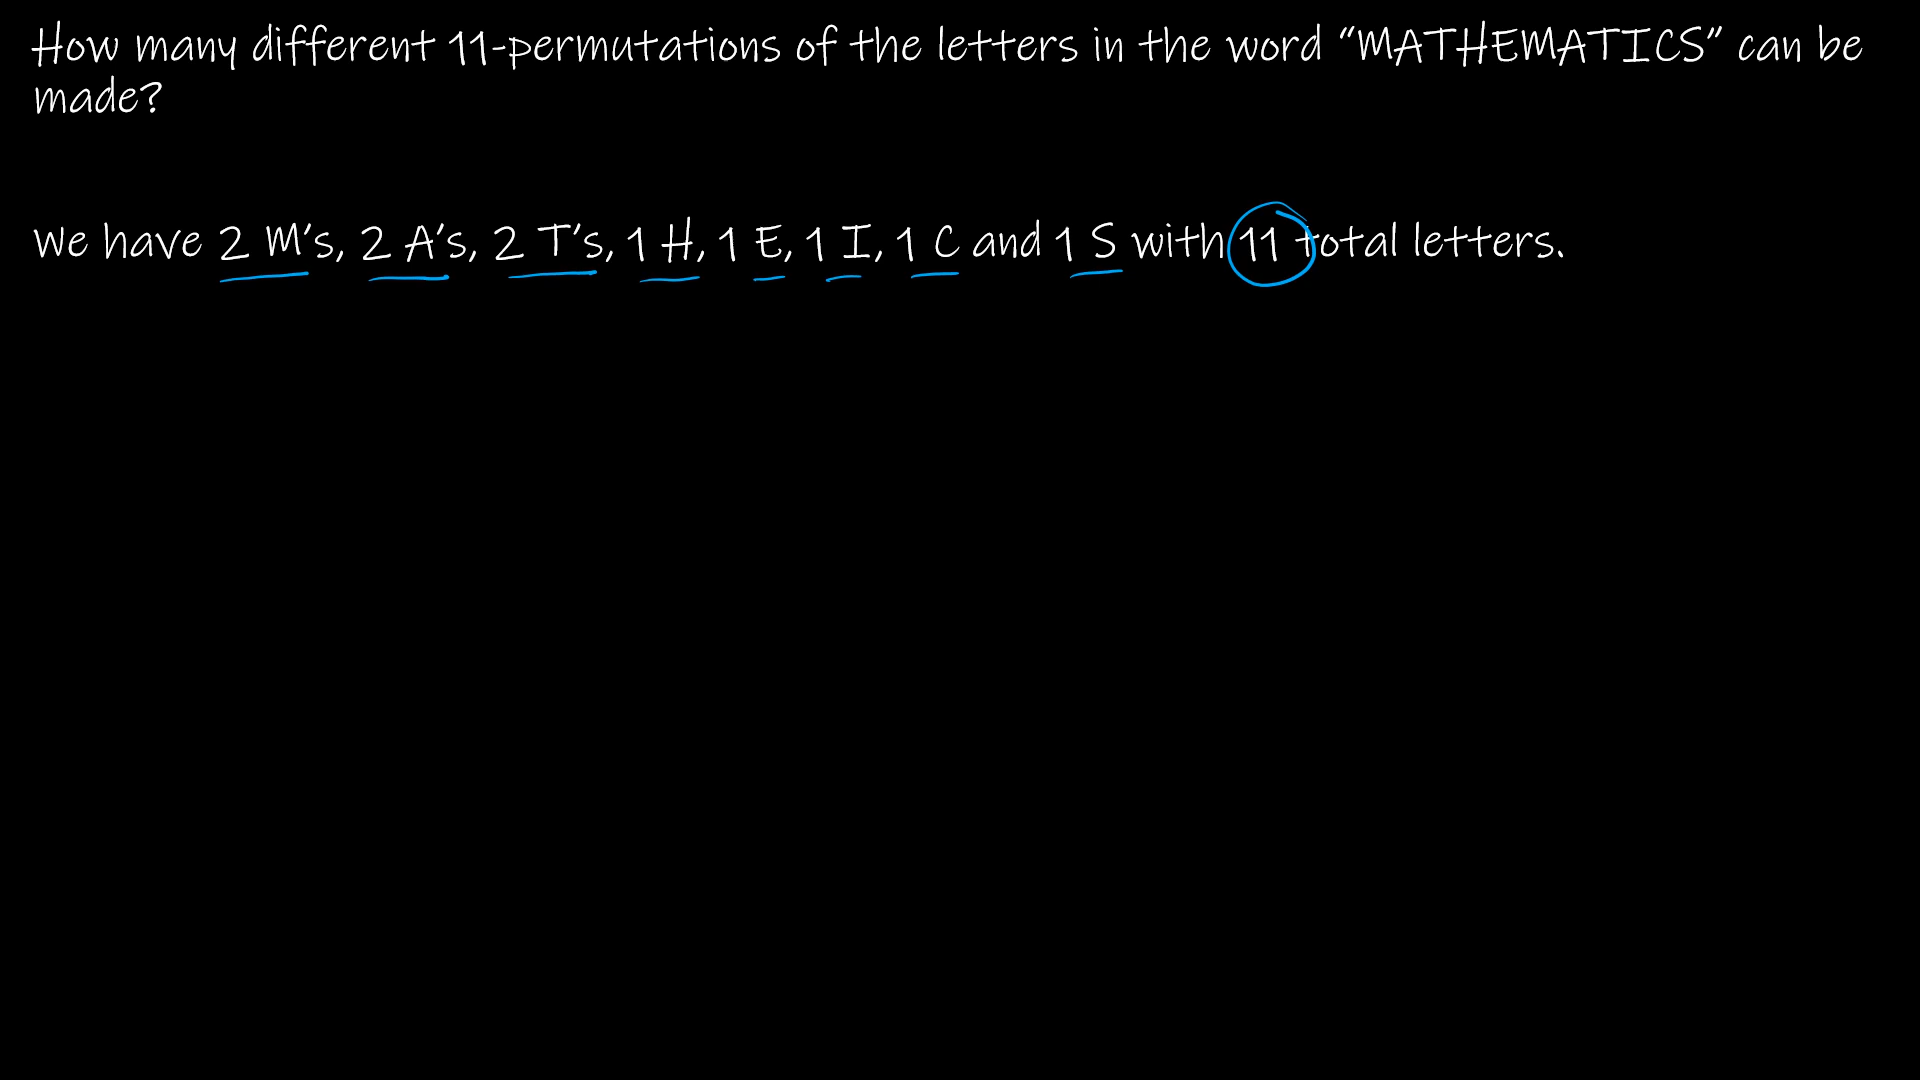 How many different 11-permutations of the letters in the word “MATHEMATICS” can be
made?
We have 2 M's, 2 A's, 2 T's, 1 H, 1 E, 1 I, 1 C and 1 S with 11 total letters.